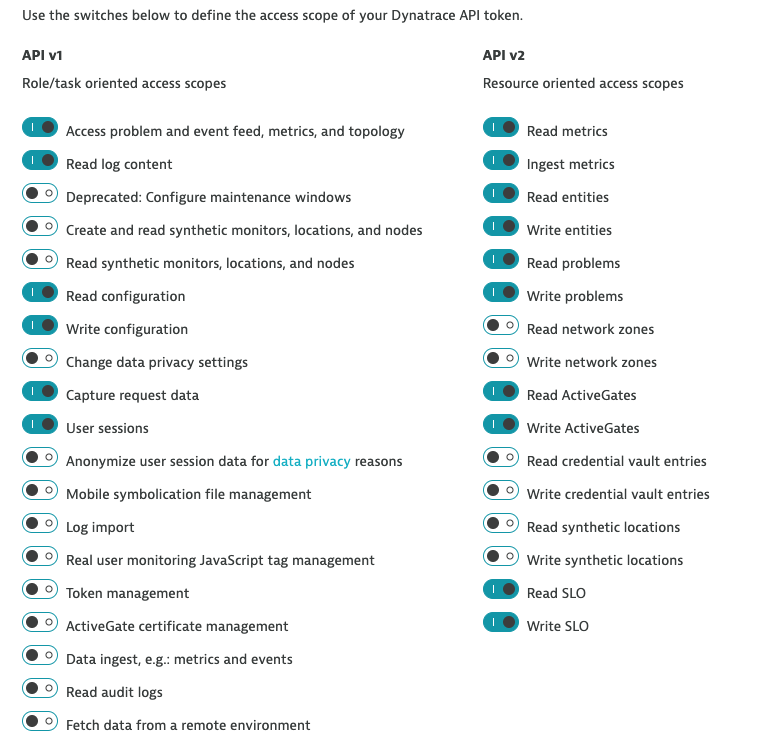 Use the switches below to define the access scope of your Dynatrace API token.
API v1
Role/task oriented access scopes
Access problem and event feed, metrics, and topology
Read log content
Deprecated: Configure maintenance windows
Create and read synthetic monitors, locations, and nodes
Read synthetic monitors, locations, and nodes
Read configuration
Write configuration
Change data privacy settings
Capture request data
User sessions
Anonymize user session data for data privacy reasons
Mobile symbolication file management
Log import
Real user monitoring JavaScript tag management
Token management
ActiveGate certificate management
Data ingest, e.g.: metrics and events
Read audit logs
Fetch data from a remote environment
API v2
Resource oriented access scopes
Read metrics
Ingest metrics
Read entities
Write entities
Read problems
Write problems
Read network zones
Write network zones
Read ActiveGates
Write ActiveGates
Read credential vault entries
Write credential vault entries
Read synthetic locations
Write synthetic locations
Read SLO
Write SLO